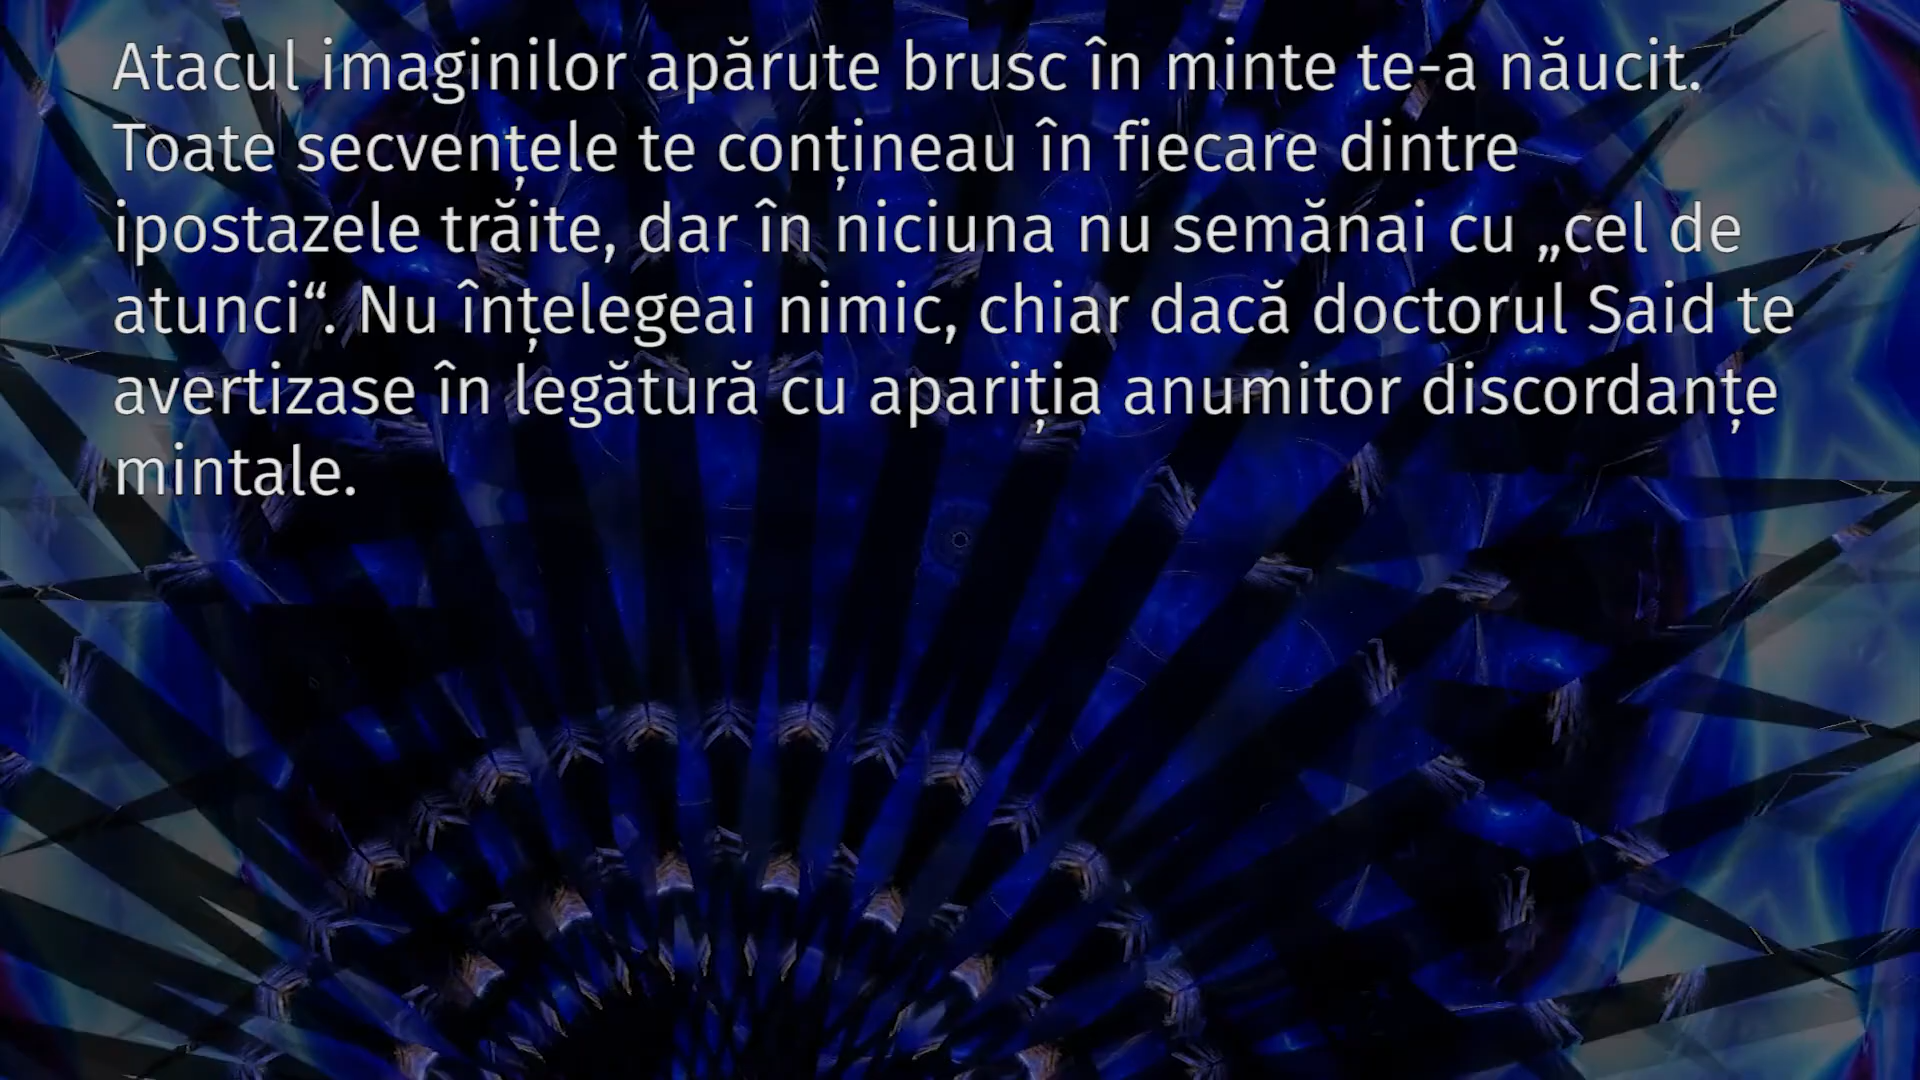 Atacul imaginilor apărute brusc în minte te-a năucit.
Toate secvențele te conțineau în fiecare dintre
ipostazele trăite, dar în niciuna nu semănai cu „cel de
atunci“. Nu înțelegeai nimic, chiar dacă doctorul Said te
avertizase în legătură cu apariția anumitor discordanțe
mintale.